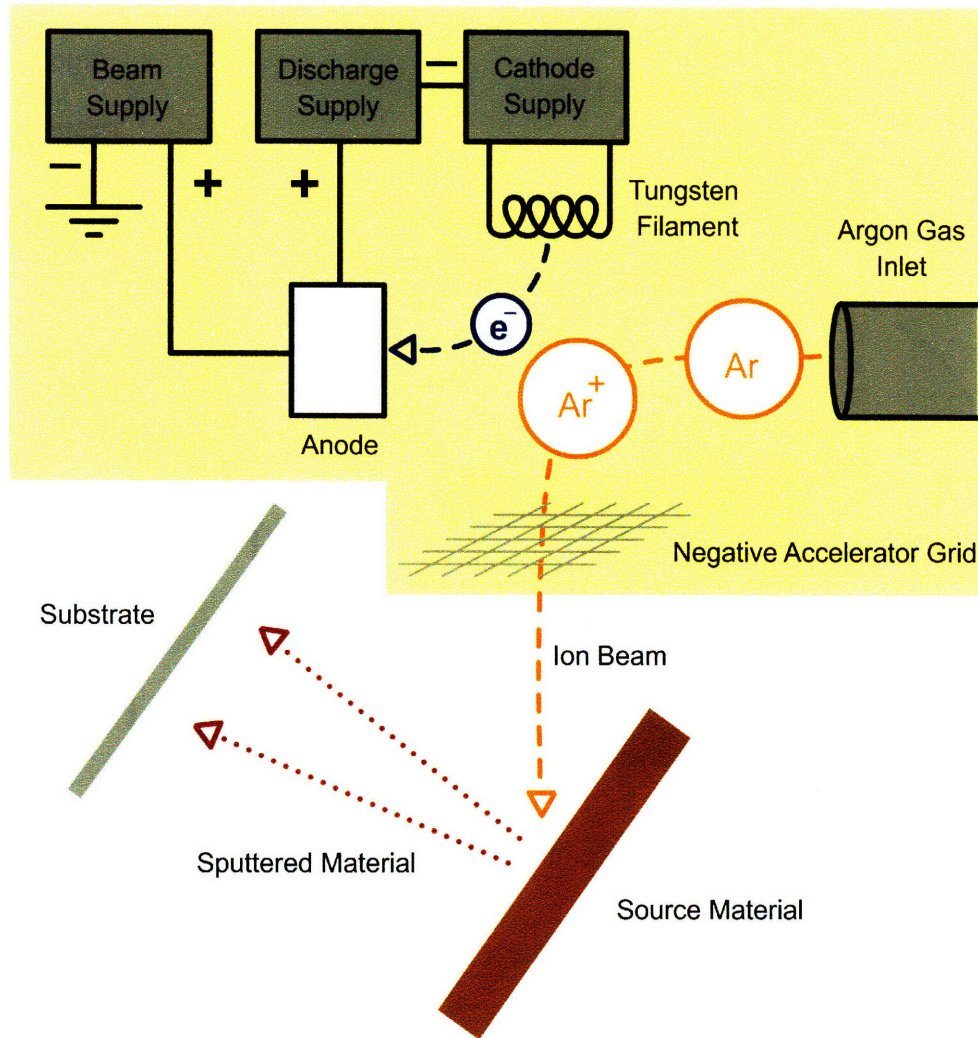 Beam
Supply
Discharge
Supply
Cathode
Supply
−
−
+
+
Tungsten
Filament
Argon Gas
Inlet
e⁻
Ar⁺
Ar
Anode
Negative Accelerator Grid
Substrate
Ion Beam
Sputtered Material
Source Material